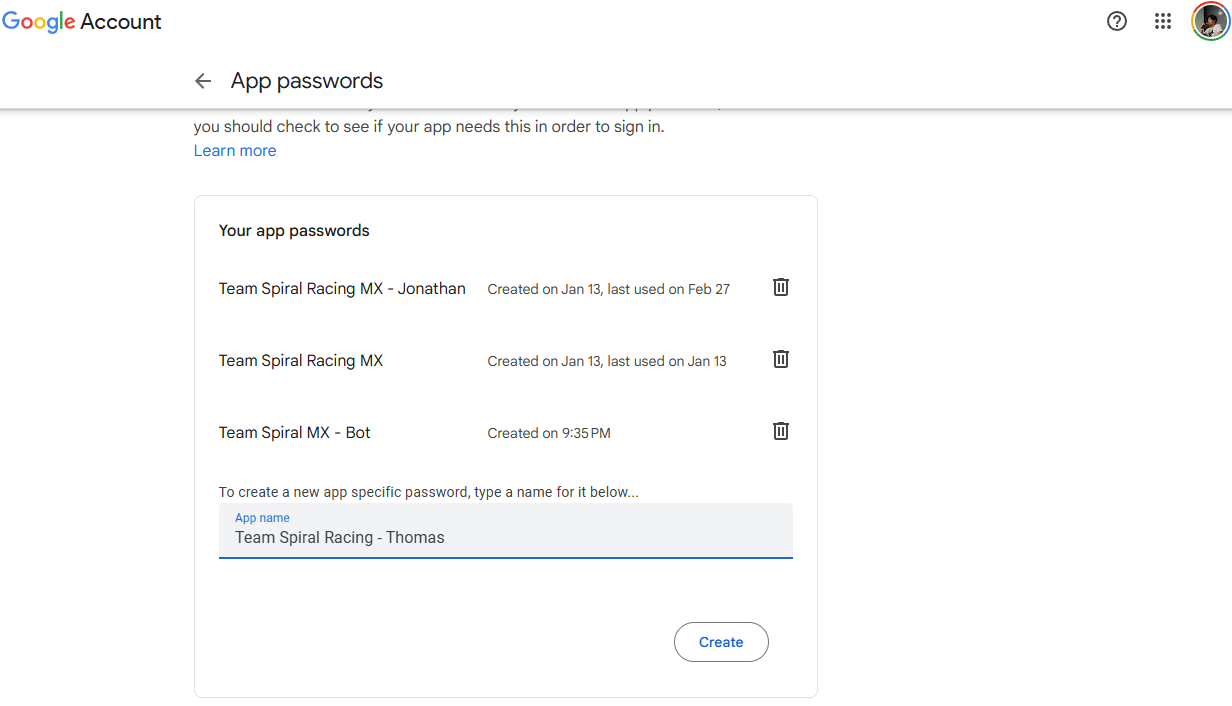 Google Account
App passwords
you should check to see if your app needs this in order to sign in.
Learn more
Your app passwords
Team Spiral Racing MX - Jonathan Created on Jan 13, last used on Feb 27
Team Spiral Racing MX Created on Jan 13, last used on Jan 13
Team Spiral MX - Bot Created on 9:35 PM
To create a new app specific password, type a name for it below...
App name
Team Spiral Racing - Thomas
Create